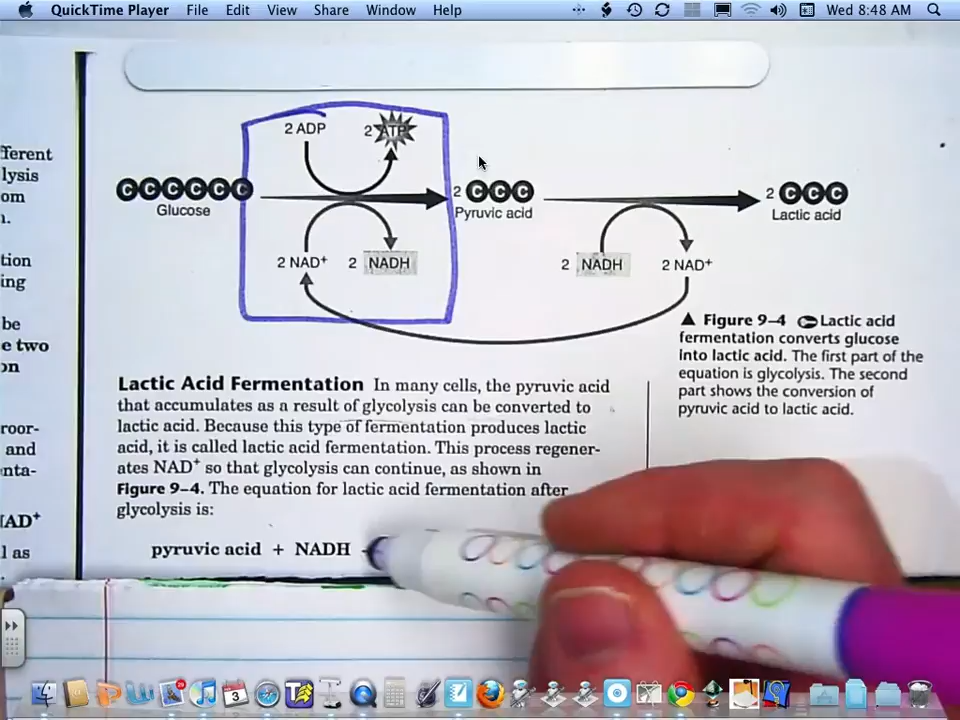 QuickTime Player File Edit View Share Window Help Wed 8:48 AM
2 ADP 2 ATP
C C C C C C 2 C C C 2 C C C
Glucose Pyruvic acid Lactic acid
2 NAD+ 2 NADH 2 NADH 2 NAD+
▲ Figure 9–4 Lactic acid
fermentation converts glucose
into lactic acid. The first part of the
equation is glycolysis. The second
part shows the conversion of
pyruvic acid to lactic acid.
Lactic Acid Fermentation In many cells, the pyruvic acid
that accumulates as a result of glycolysis can be converted to
lactic acid. Because this type of fermentation produces lactic
acid, it is called lactic acid fermentation. This process regener-
ates NAD+ so that glycolysis can continue, as shown in
Figure 9–4. The equation for lactic acid fermentation after
glycolysis is:
pyruvic acid + NADH
fferent
lysis
om
tion
ing
be
e two
on
roor-
and
nta-
AD+
l as
3